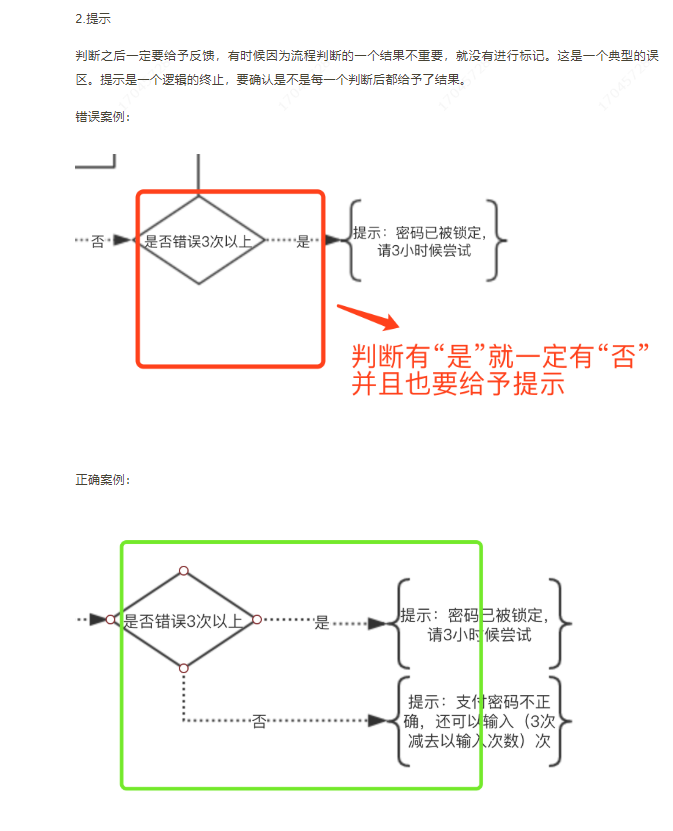 2.提示
判断之后一定要给予反馈，有时候因为流程判断的一个结果不重要，就没有进行标记。这是一个典型的误
区。提示是一个逻辑的终止，要确认是不是每一个判断后都给予了结果。
错误案例：
否
是否错误3次以上
是
提示：密码已被锁定，
请3小时候尝试
判断有“是”就一定有“否”
并且也要给予提示
正确案例：
是否错误3次以上
是
提示：密码已被锁定，
请3小时候尝试
否
提示：支付密码不正
确，还可以输入（3次
减去以输入次数）次